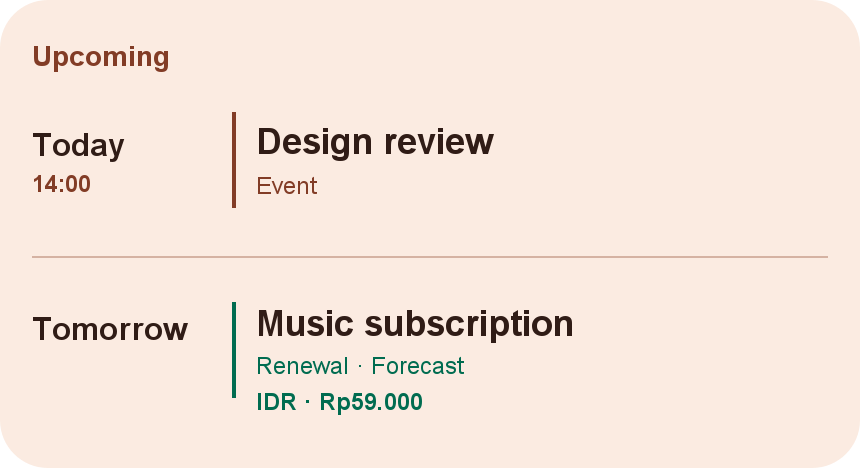 Upcoming
Today
14:00
Design review
Event
Tomorrow
Music subscription
Renewal · Forecast
IDR · Rp59.000